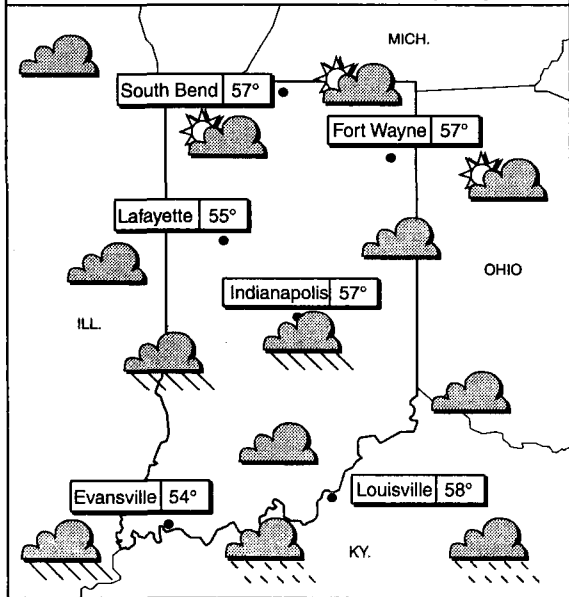 MICH.
South Bend 57°
Fort Wayne 57°
Lafayette 55°
OHIO
Indianapolis 57°
ILL.
Evansville 54°
Louisville 58°
KY.